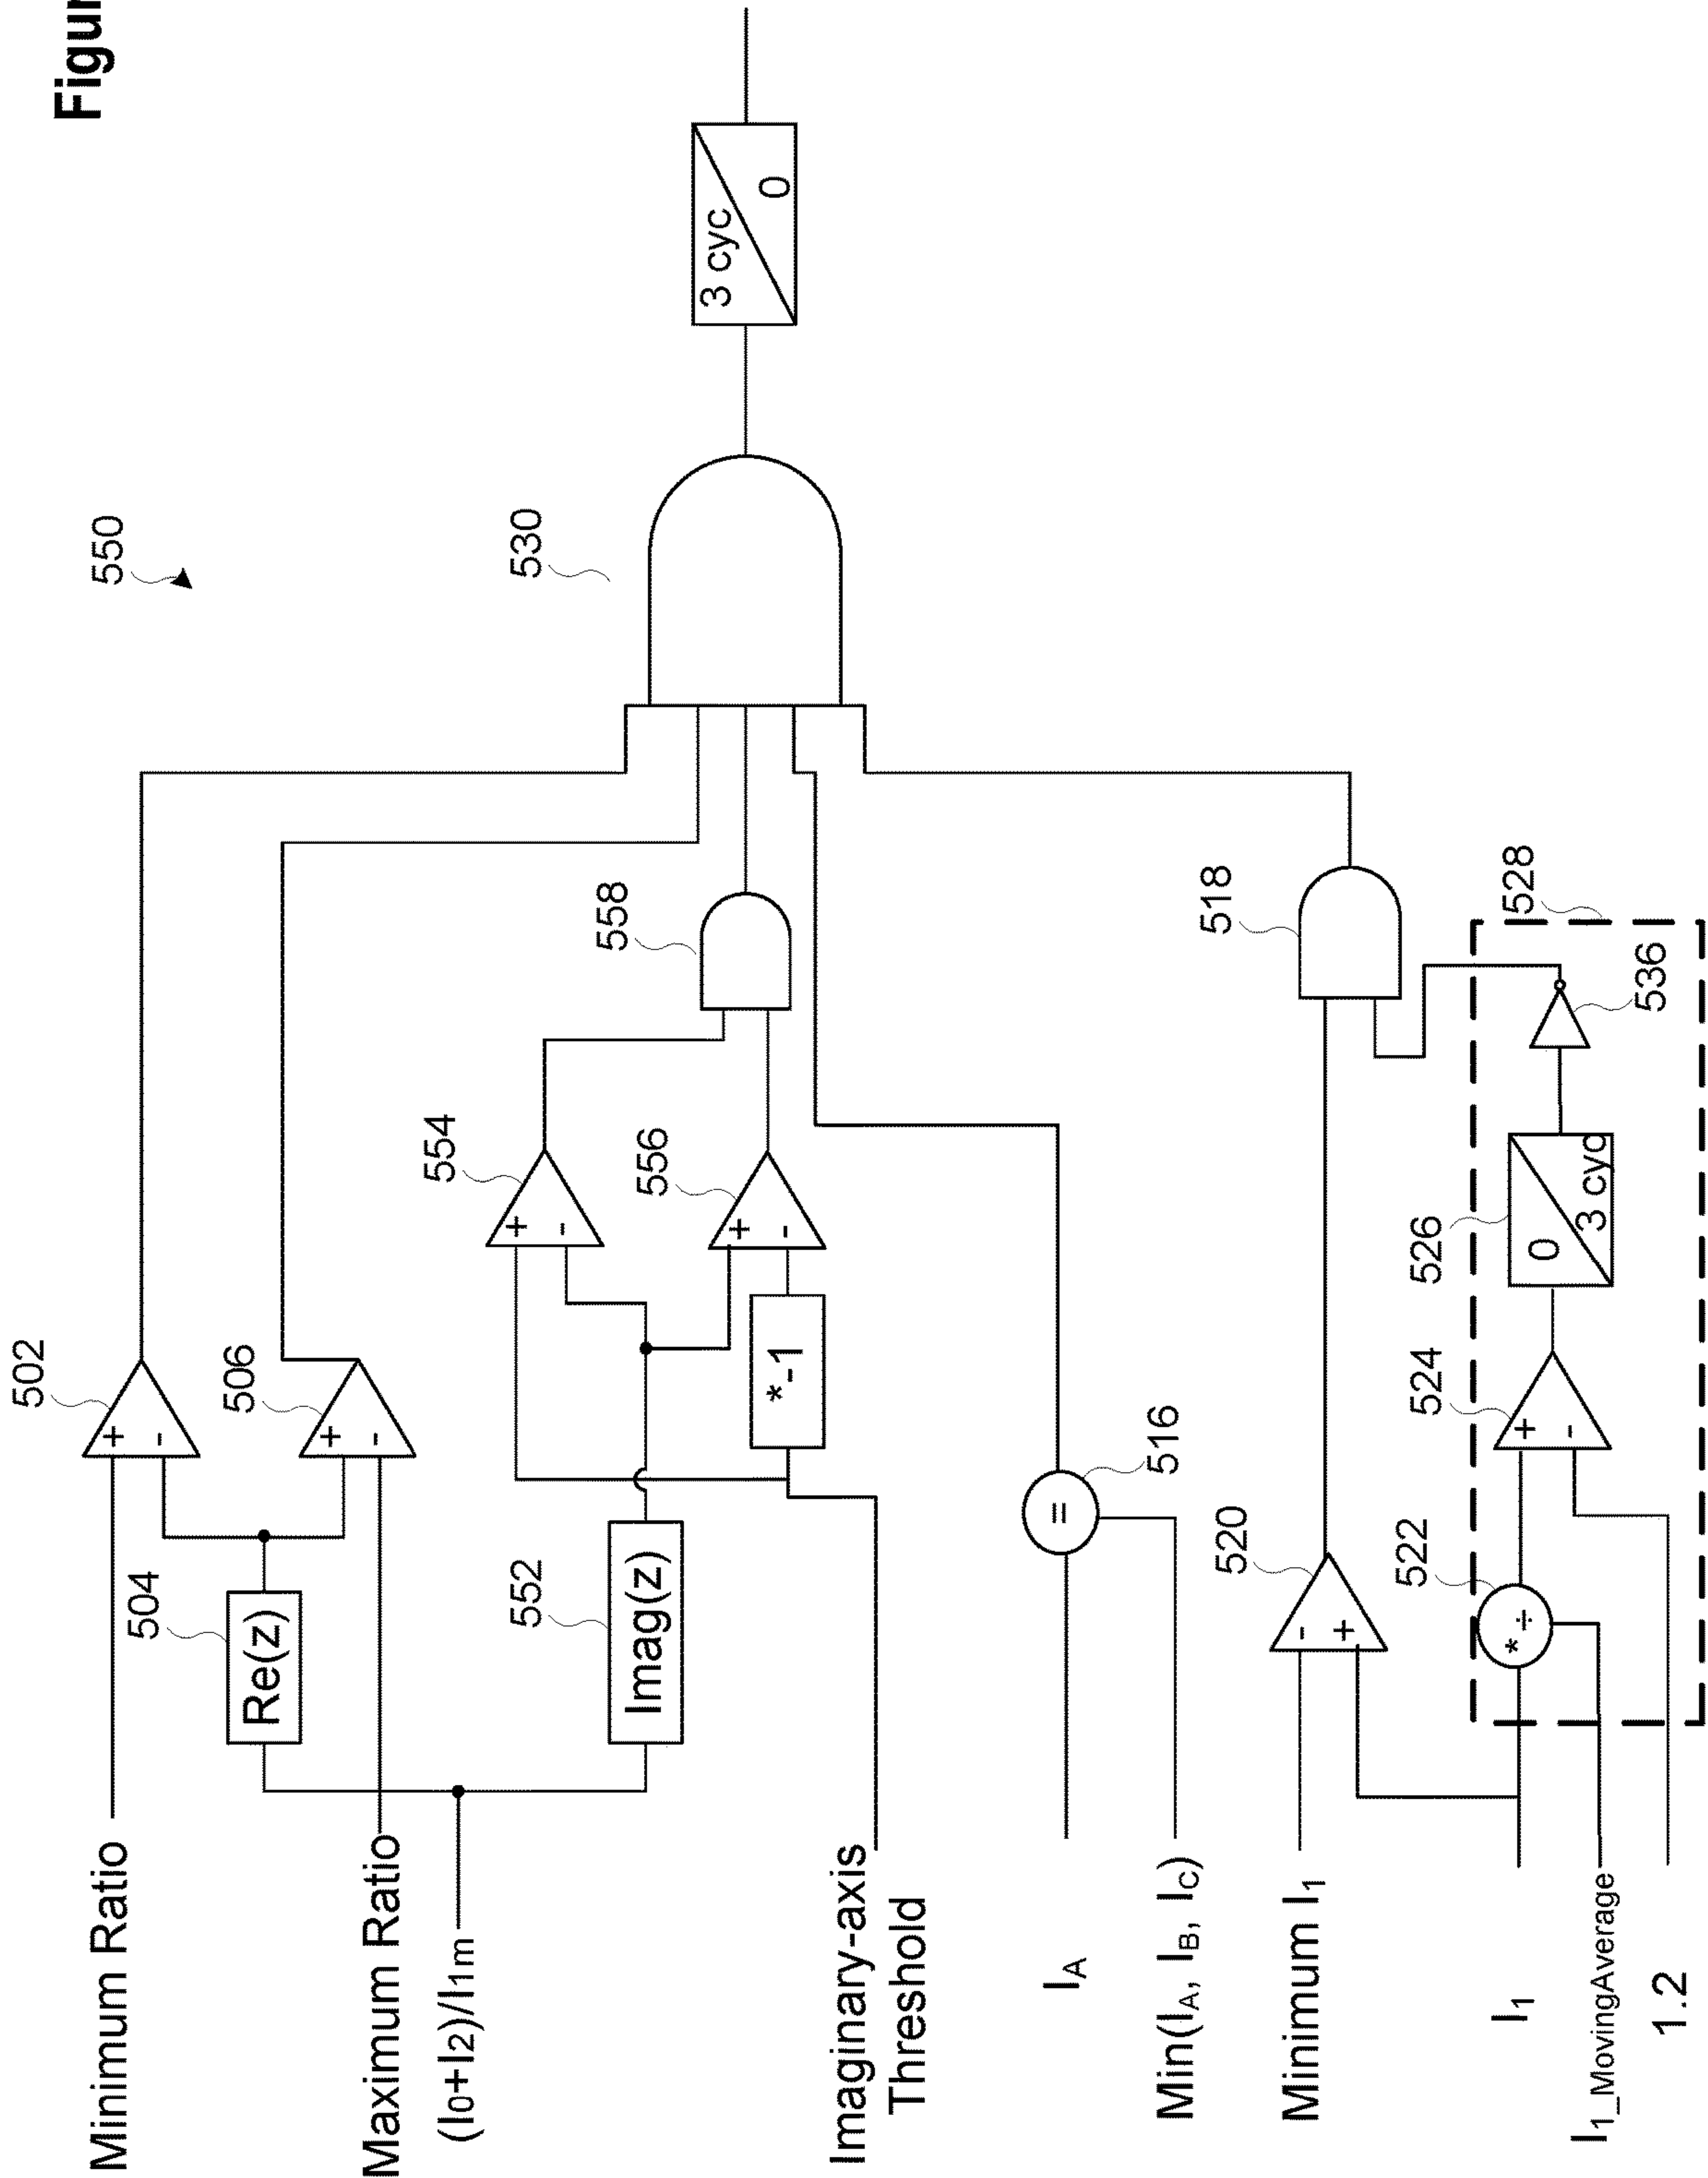 Figur
550
502
Minimum Ratio
+
-
504
Re(z)
506
+
-
Maximum Ratio
(I0+I2)/I1m
552
Imag(z)
554
+
-
556
+
-
*-1
558
530
3 cyc
0
Imaginary-axis
Threshold
IA
=
516
Min(IA, IB, IC)
Minimum I1
520
-
+
518
I1
522
* ÷
524
+
-
526
0
3 cyc
536
528
I1_MovingAverage
1.2